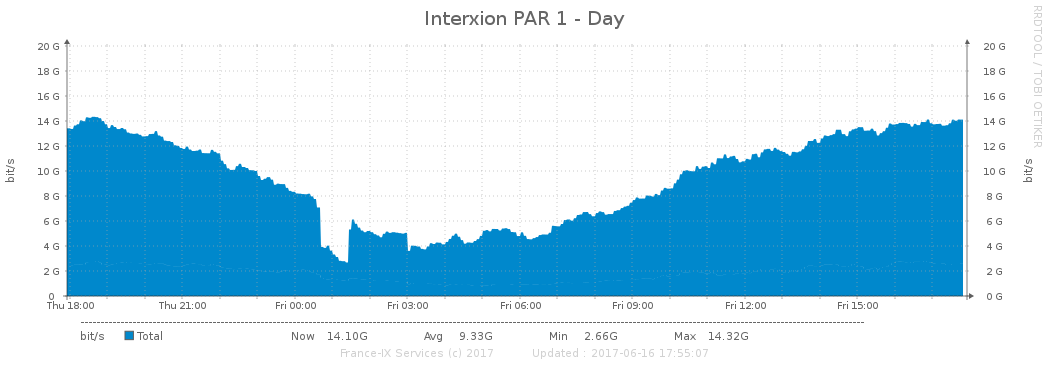 Interxion PAR 1 - Day
RRDTOOL / TOBI OETIKER
20 G 20 G
18 G 18 G
16 G 16 G
14 G 14 G
12 G 12 G
10 G 10 G
8 G 8 G
6 G 6 G
4 G 4 G
2 G 2 G
0 0 G
bit/s
bit/s
Thu 18:00 Thu 21:00 Fri 00:00 Fri 03:00 Fri 06:00 Fri 09:00 Fri 12:00 Fri 15:00
bit/s Total Now 14.10G Avg 9.33G Min 2.66G Max 14.32G
France-IX Services (c) 2017 Updated : 2017-06-16 17:55:07